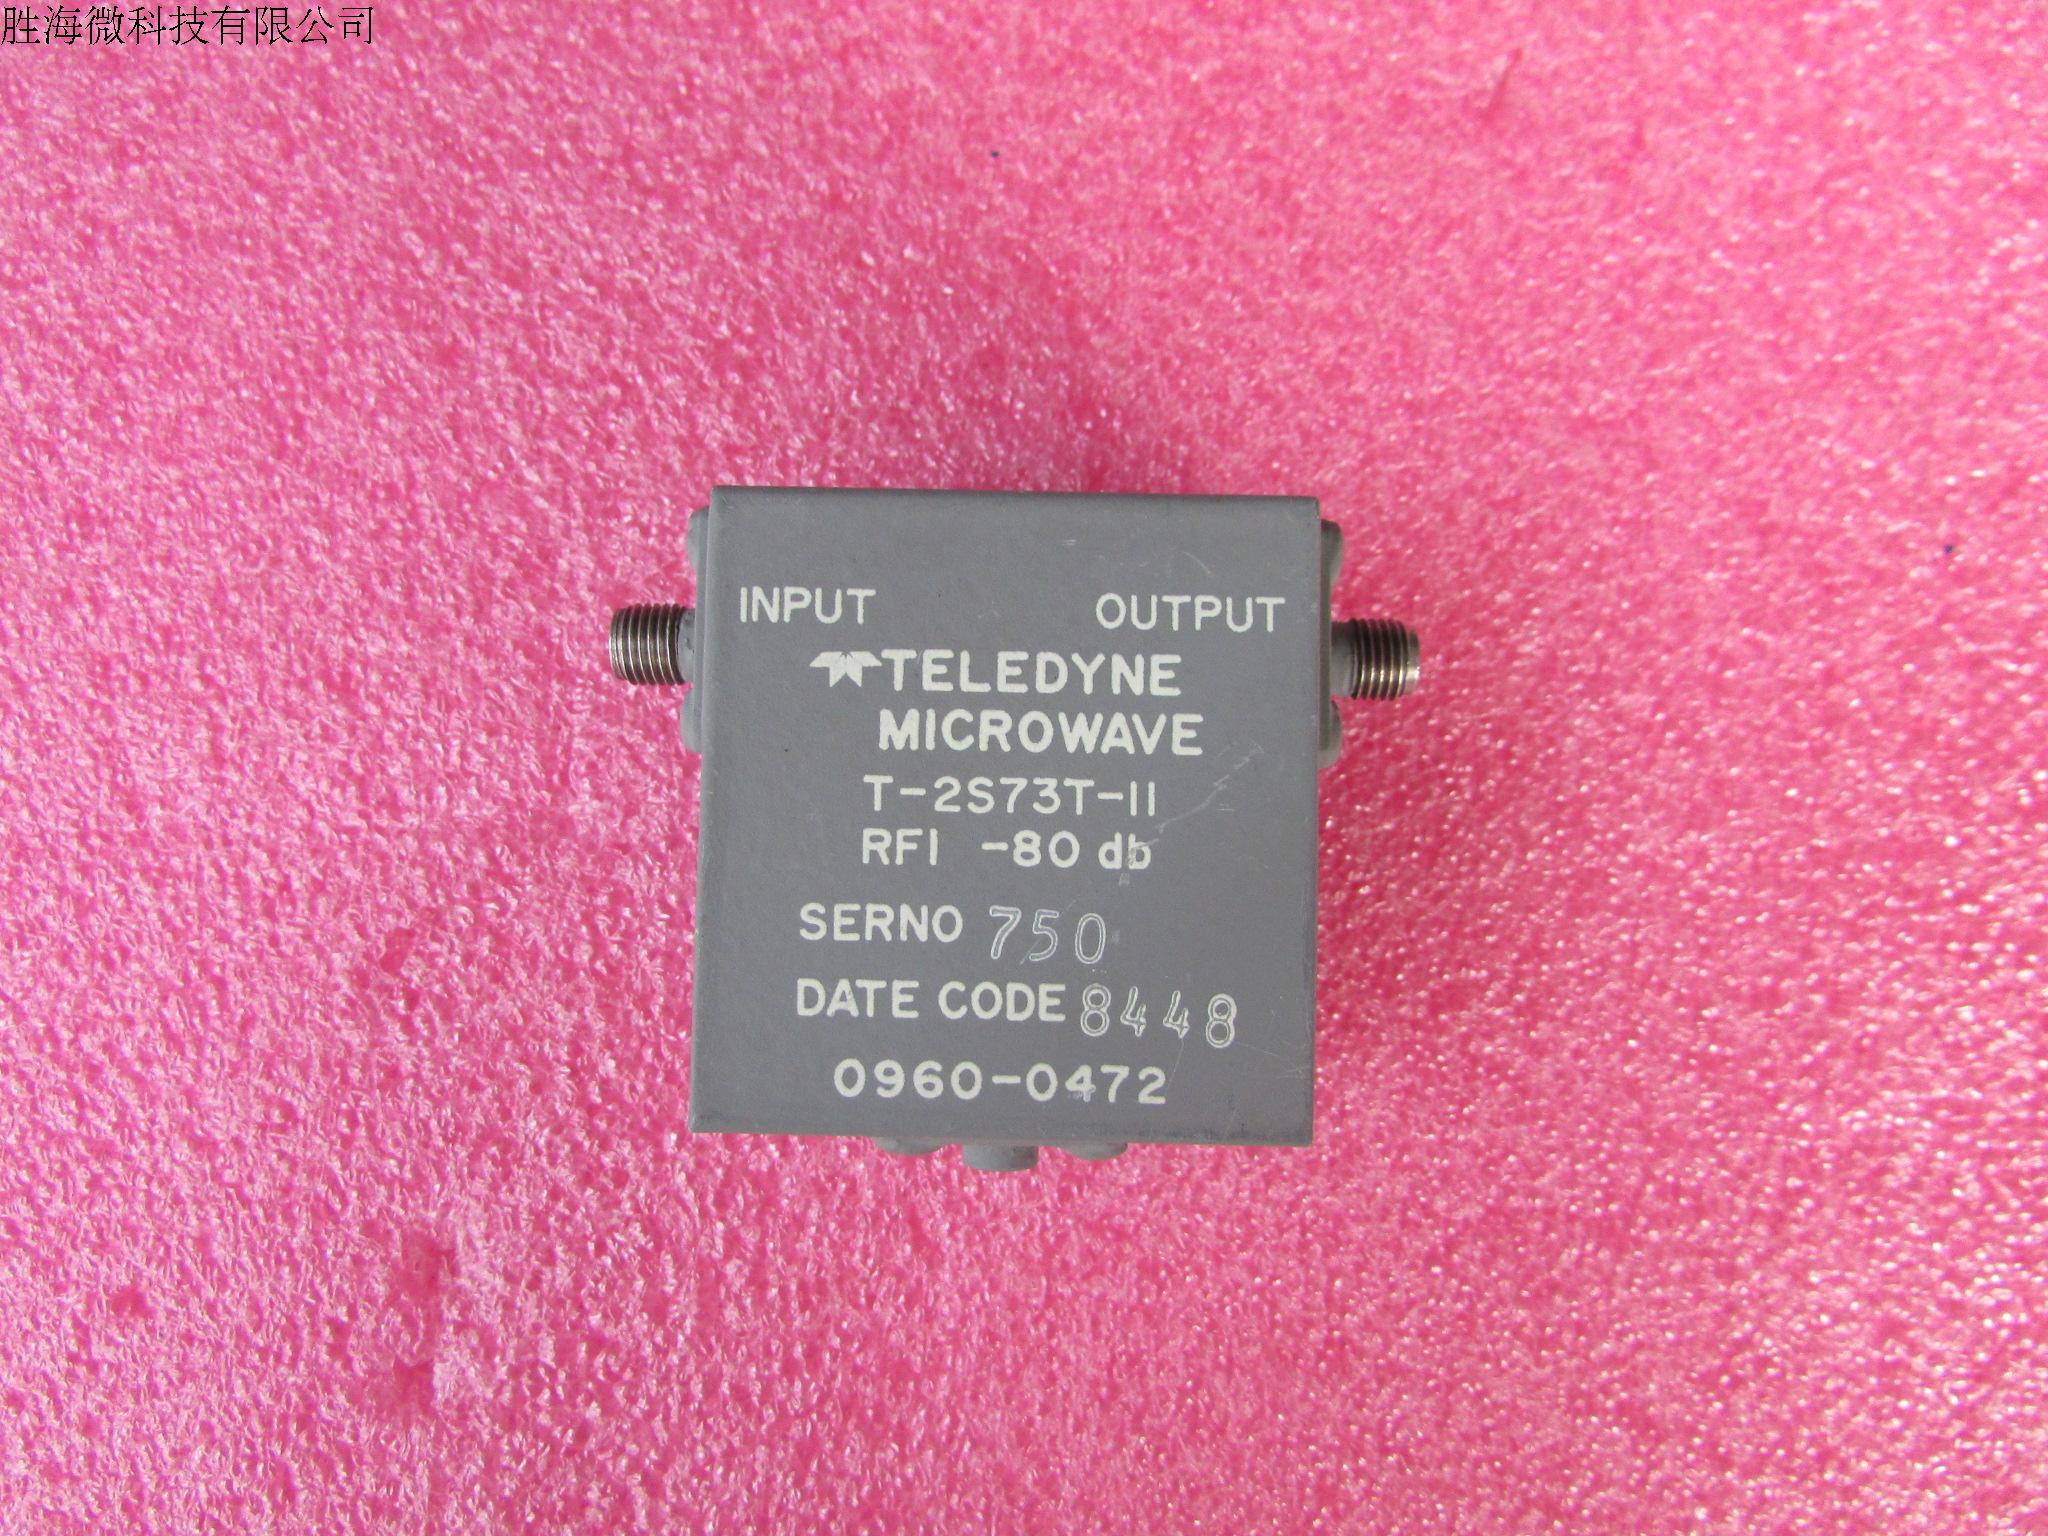 胜海微科技有限公司
INPUT OUTPUT
TELEDYNE
MICROWAVE
T-2S73T-11
RFI -80 db
SERNO 750
DATE CODE 8448
0960-0472